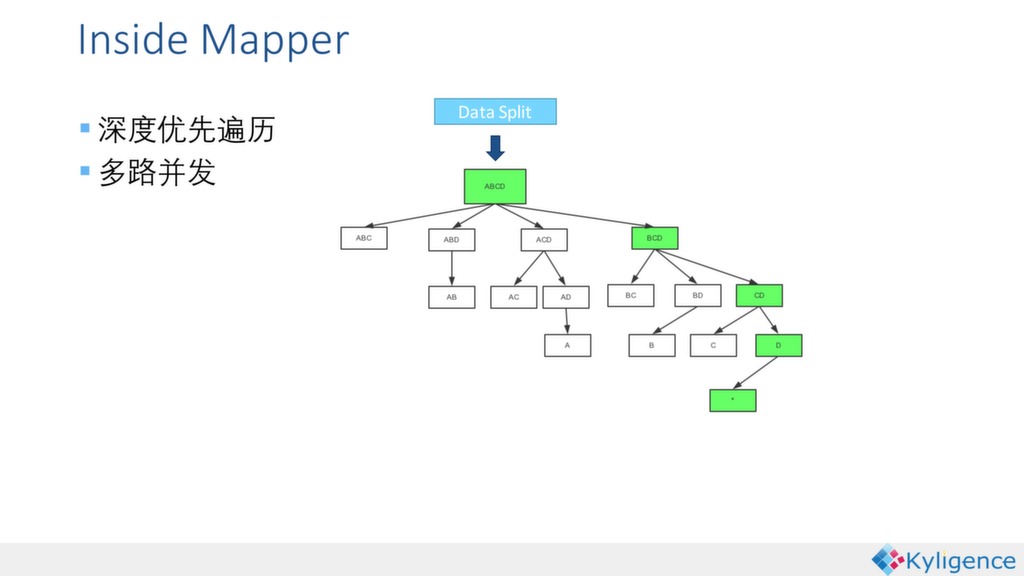 Inside Mapper
深度优先遍历
多路并发
Data Split
ABCD
ABC
ABD
ACD
BCD
AB
AC
AD
BC
BD
CD
A
B
C
D
*
Kyligence